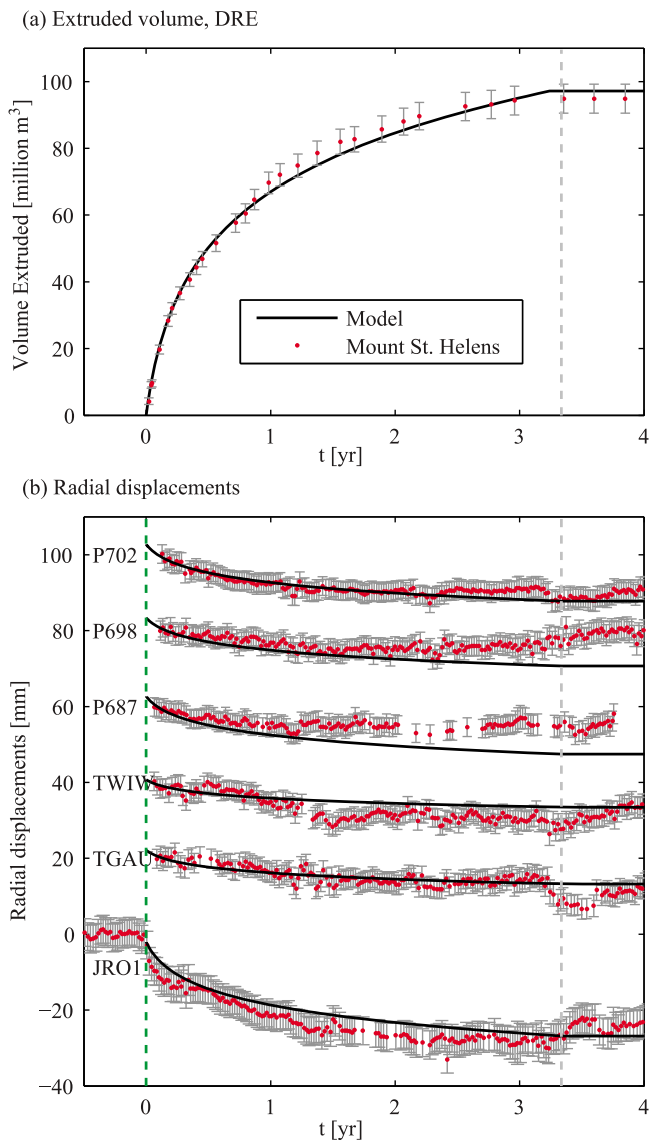 (a) Extruded volume, DRE
Volume Extruded [million m³]
120
100
80
60
40
20
0
Model
Mount St. Helens
0 1 2 3 4
t [yr]
(b) Radial displacements
Radial displacements [mm]
100
80
60
40
20
0
−20
−40
P702
P698
P687
TWIW
TGAU
JRO1
0 1 2 3 4
t [yr]